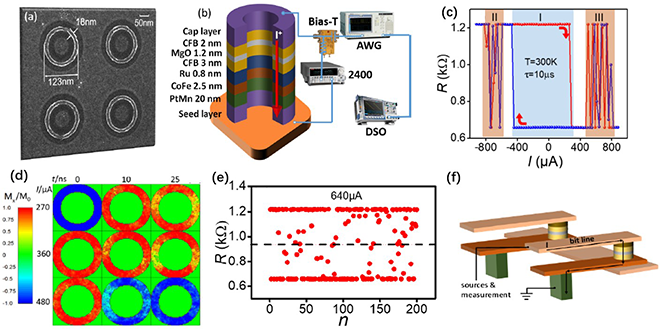 (a)
18nm
50nm
123nm
(b)
Cap layer
CFB 2 nm
MgO 1.2 nm
CFB 3 nm
Ru 0.8 nm
CoFe 2.5 nm
PtMn 20 nm
Seed layer
I⁺
Bias-T
AWG
2400
DSO
(c)
II I III
R (kΩ)
1.2
1.0
0.8
0.6
T=300K
τ=10μs
-800 -400 0 400 800
I (μA)
(d)
t/ns 0 10 25
Mx/M0
I/μA
1.0
0.75
0.5
0.25
0
-0.25
-0.5
-0.75
-1.0
270
360
480
(e)
640μA
R (kΩ)
1.4
1.2
1.0
0.8
0.6
0 50 100 150 200
n
(f)
I
bit line
sources &
measurement